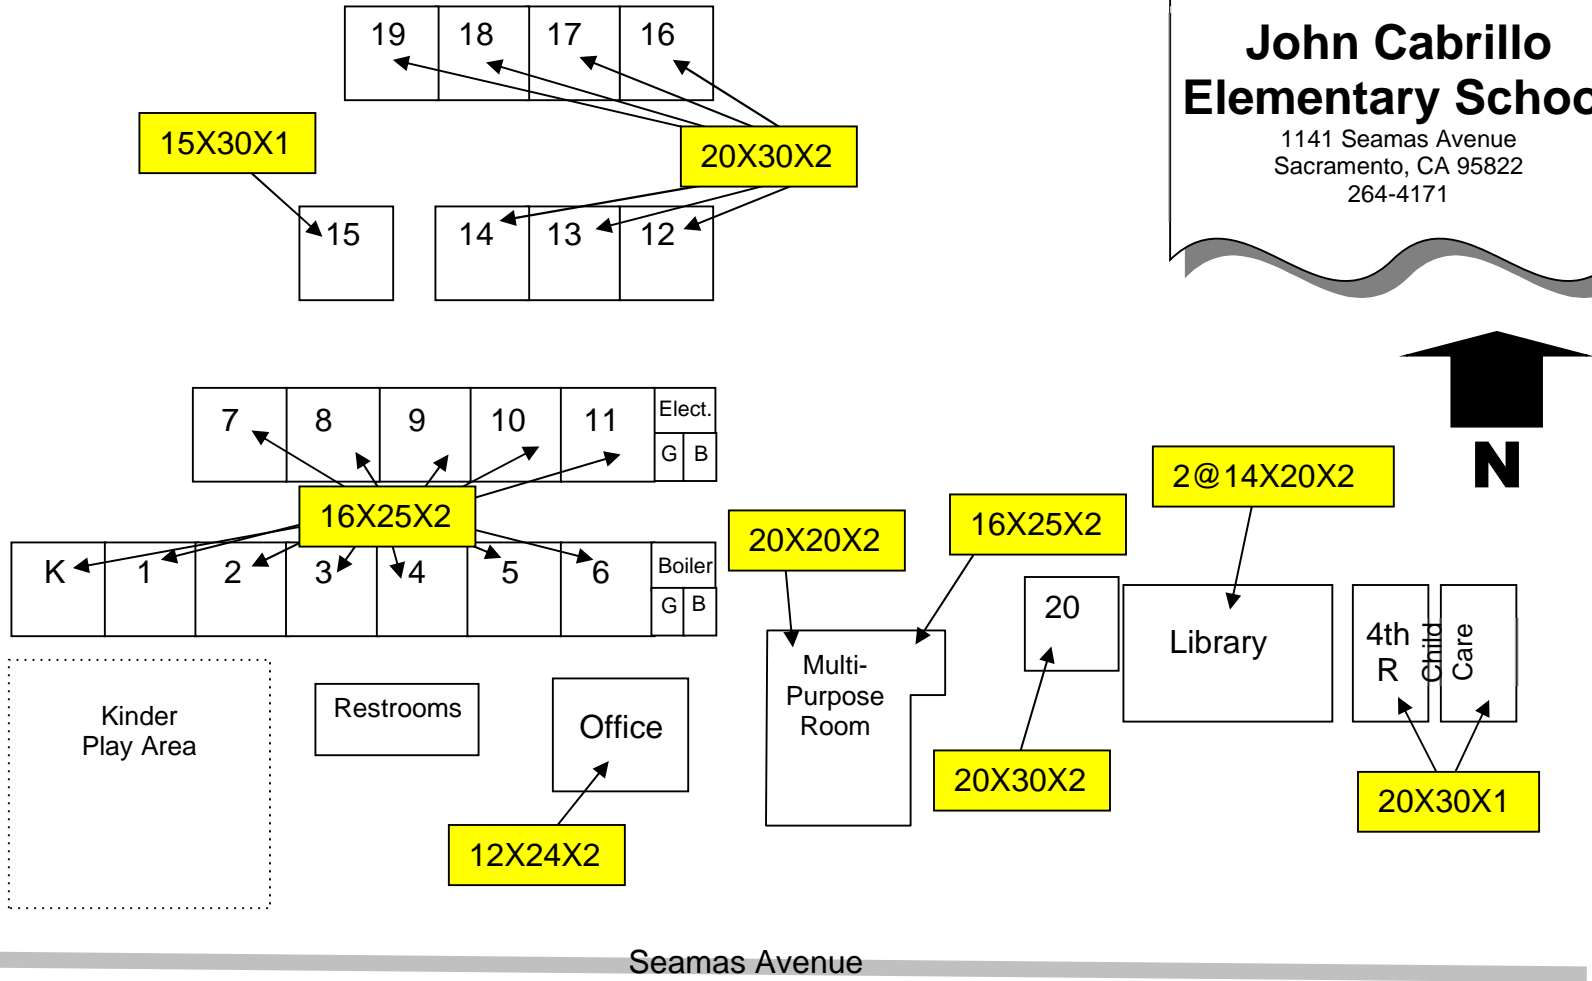 John Cabrillo
Elementary Schoo
1141 Seamas Avenue
Sacramento, CA 95822
264-4171
19 18 17 16
15X30X1
20X30X2
15 14 13 12
7 8 9 10 11 Elect.
G B
N
2@14X20X2
16X25X2
16X25X2
20X20X2
K 1 2 3 4 5 6 Boiler
G B
20
Library
4th
R
Child
Care
Multi-
Purpose
Room
Kinder
Play Area
Restrooms
Office
20X30X2
20X30X1
12X24X2
Seamas Avenue